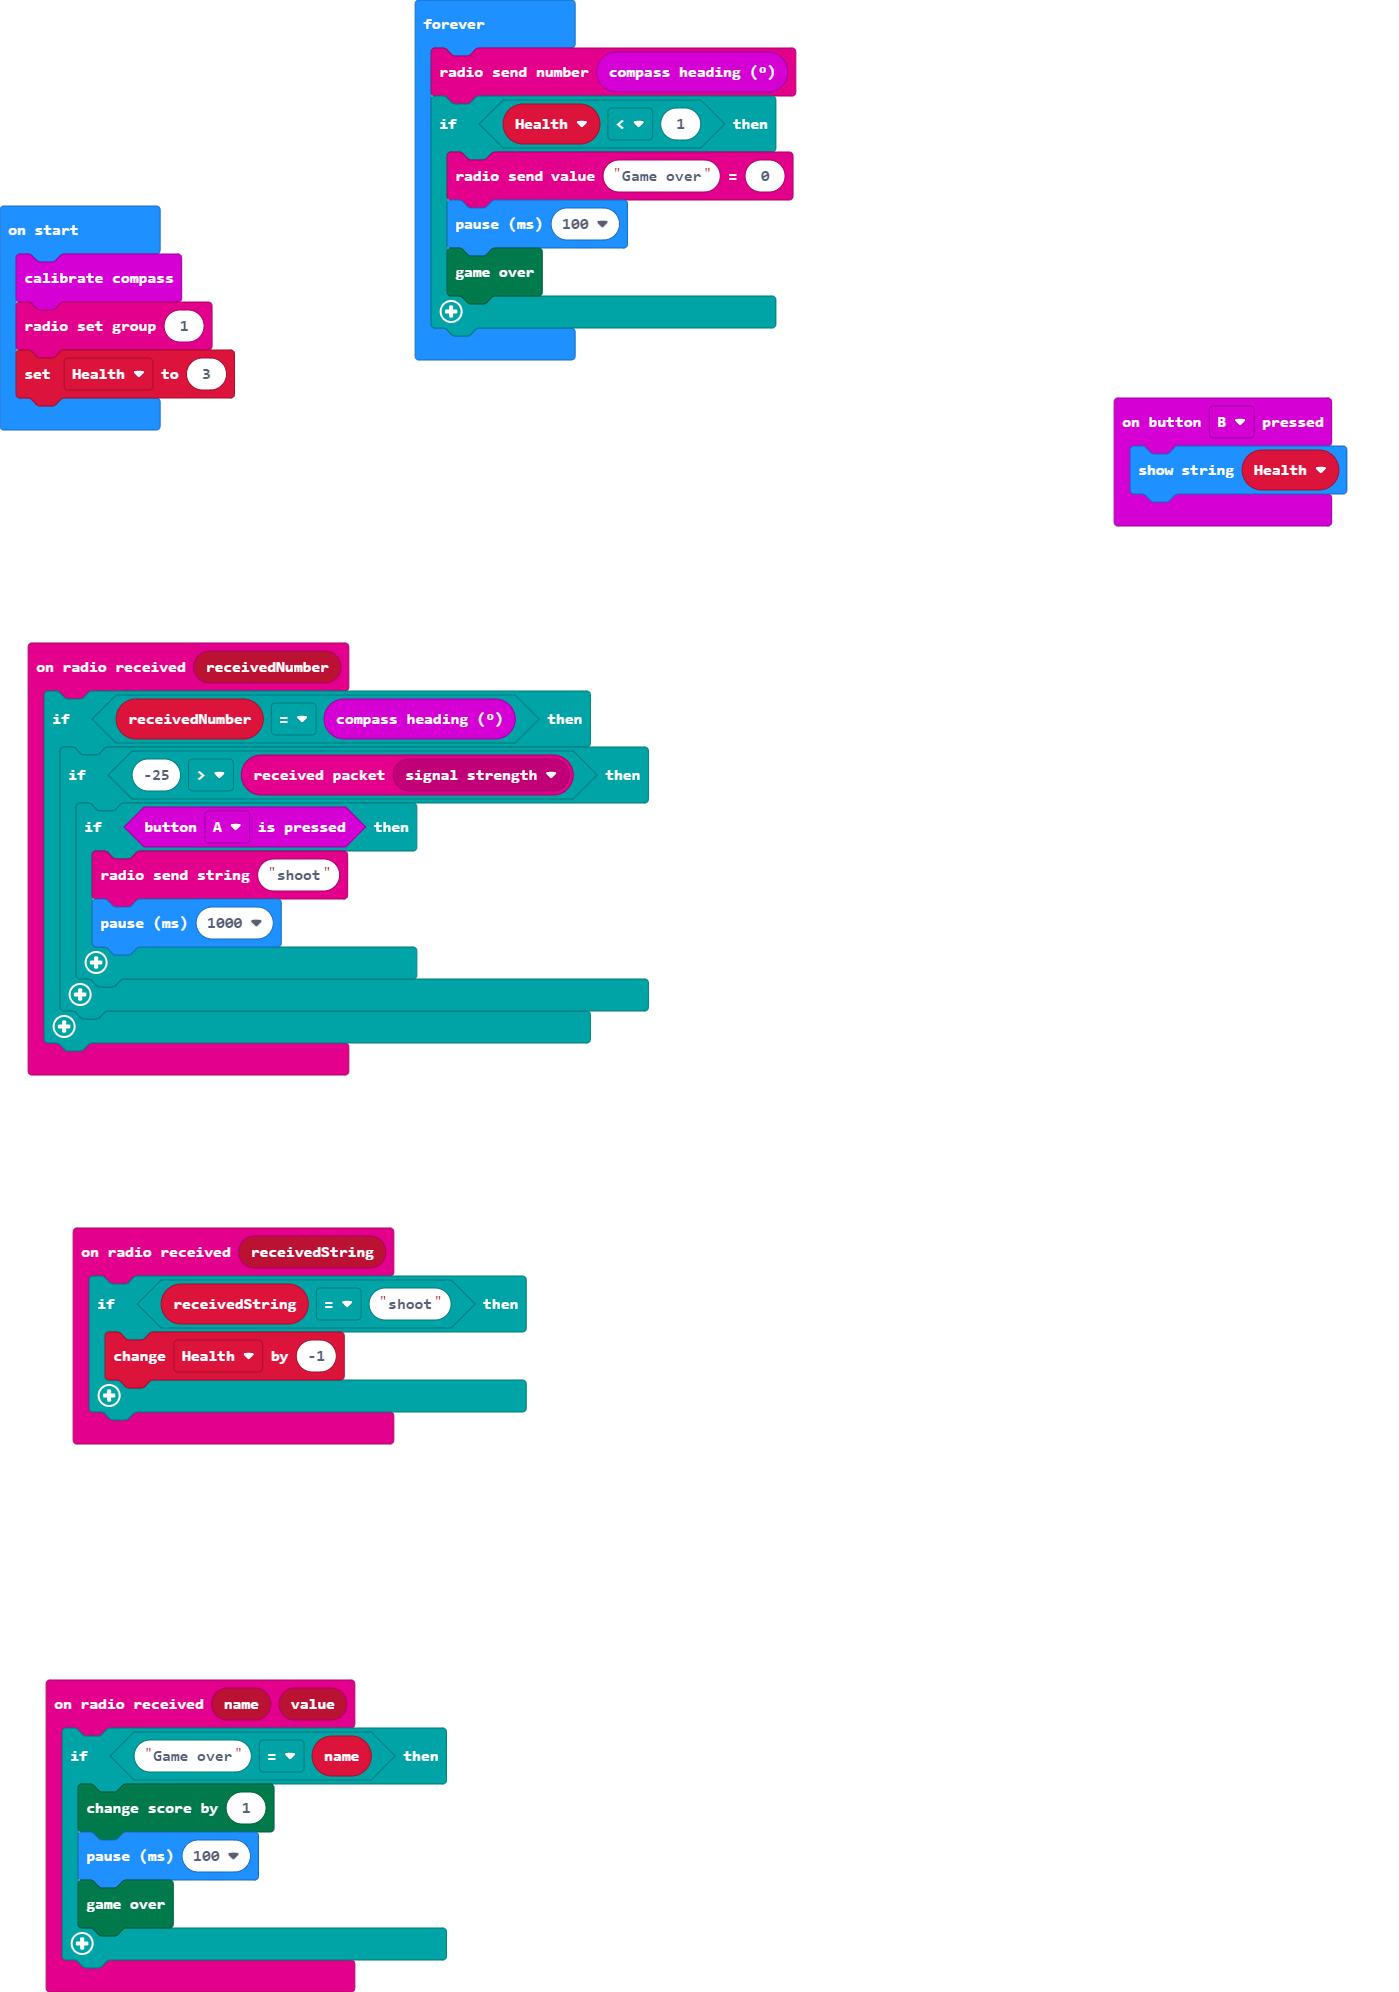 forever
radio send number compass heading (º)
if Health < 1 then
radio send value "Game over" = 0
pause (ms) 100
game over
on start
calibrate compass
radio set group 1
set Health to 3
on button B pressed
show string Health
on radio received receivedNumber
if receivedNumber = compass heading (º) then
if -25 > received packet signal strength then
if button A is pressed then
radio send string "shoot"
pause (ms) 1000
on radio received receivedString
if receivedString = "shoot" then
change Health by -1
on radio received name value
if "Game over" = name then
change score by 1
pause (ms) 100
game over